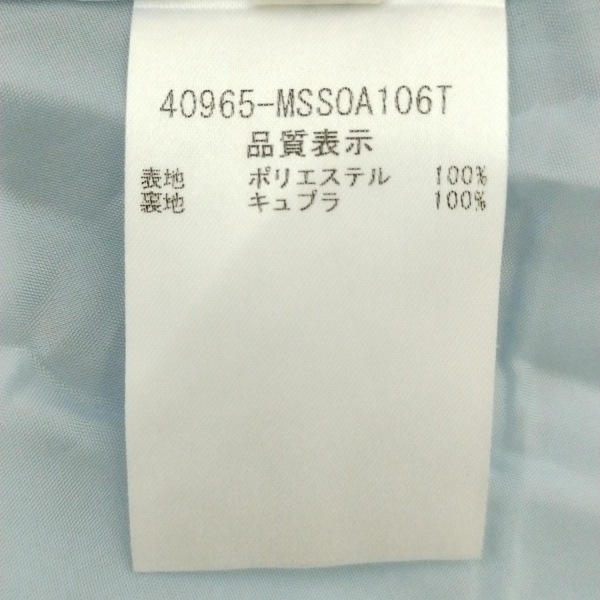 40965-MSSOA106T
品質表示
表地 ポリエステル 100%
裏地 キュプラ 100%